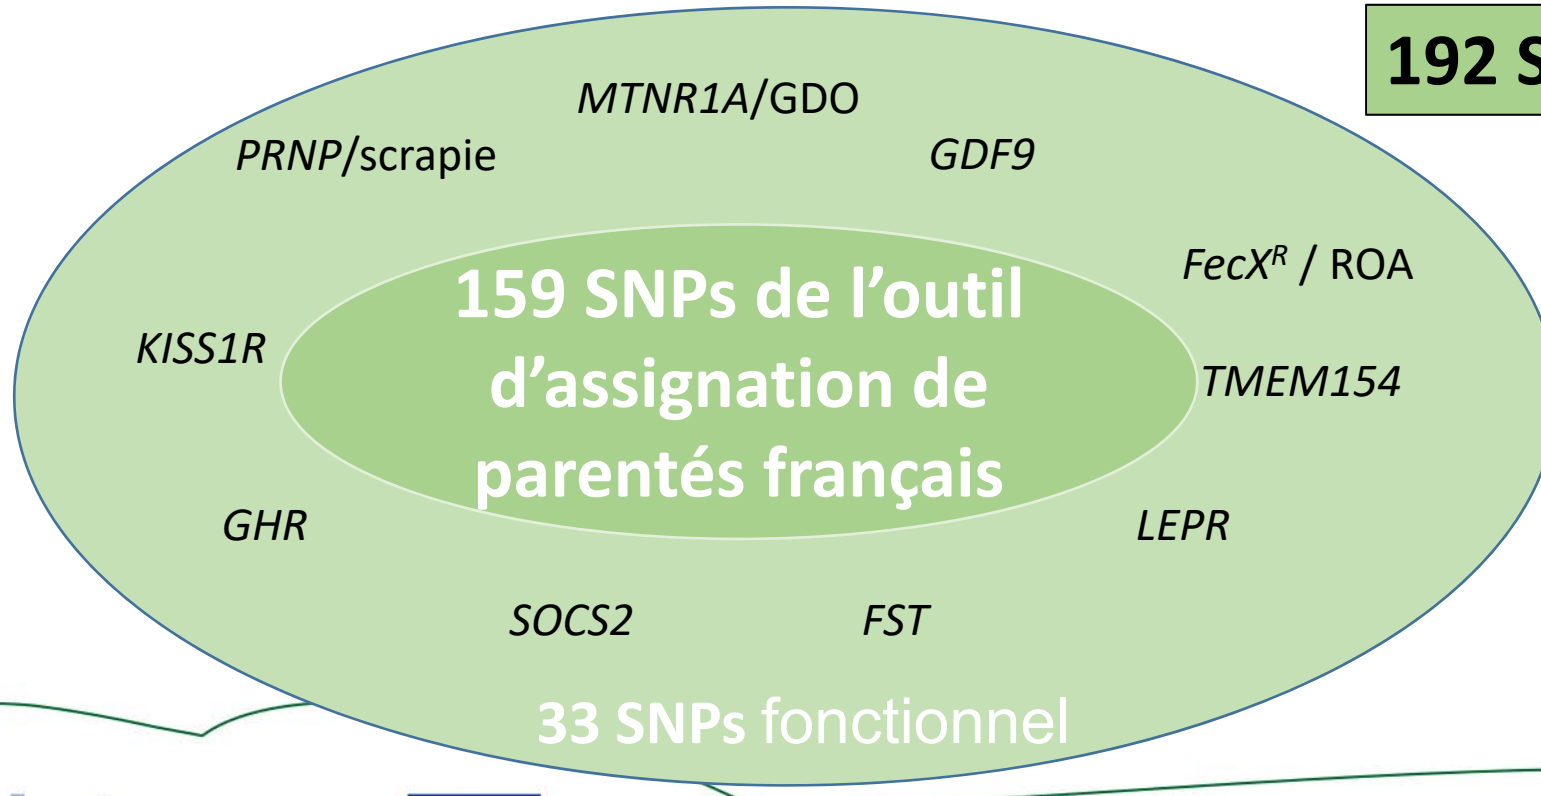 192 S
MTNR1A/GDO
PRNP/scrapie
GDF9
FecXᴿ / ROA
159 SNPs de l’outil
d’assignation de
parentés français
KISS1R
TMEM154
GHR
LEPR
SOCS2
FST
33 SNPs fonctionnel